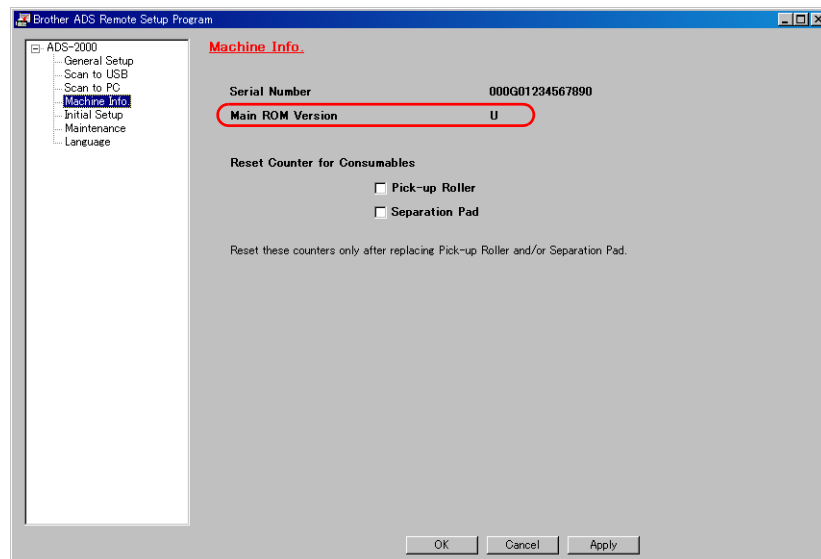 Brother ADS Remote Setup Program
ADS-2000
General Setup
Scan to USB
Scan to PC
Machine Info.
Initial Setup
Maintenance
Language
Machine Info.
Serial Number 000G01234567890
Main ROM Version U
Reset Counter for Consumables
Pick-up Roller
Separation Pad
Reset these counters only after replacing Pick-up Roller and/or Separation Pad.
OK Cancel Apply